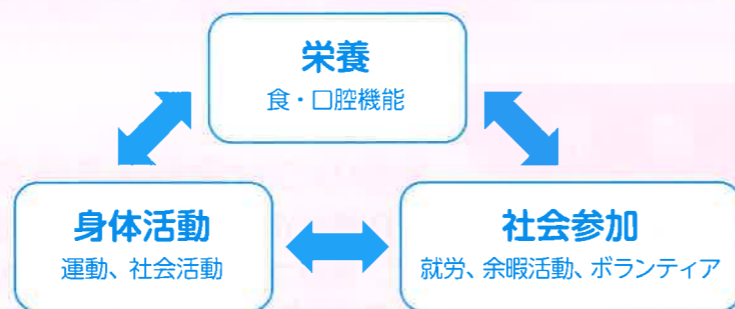 栄養
食・口腔機能
身体活動
運動、社会活動
社会参加
就労、余暇活動、ボランティア